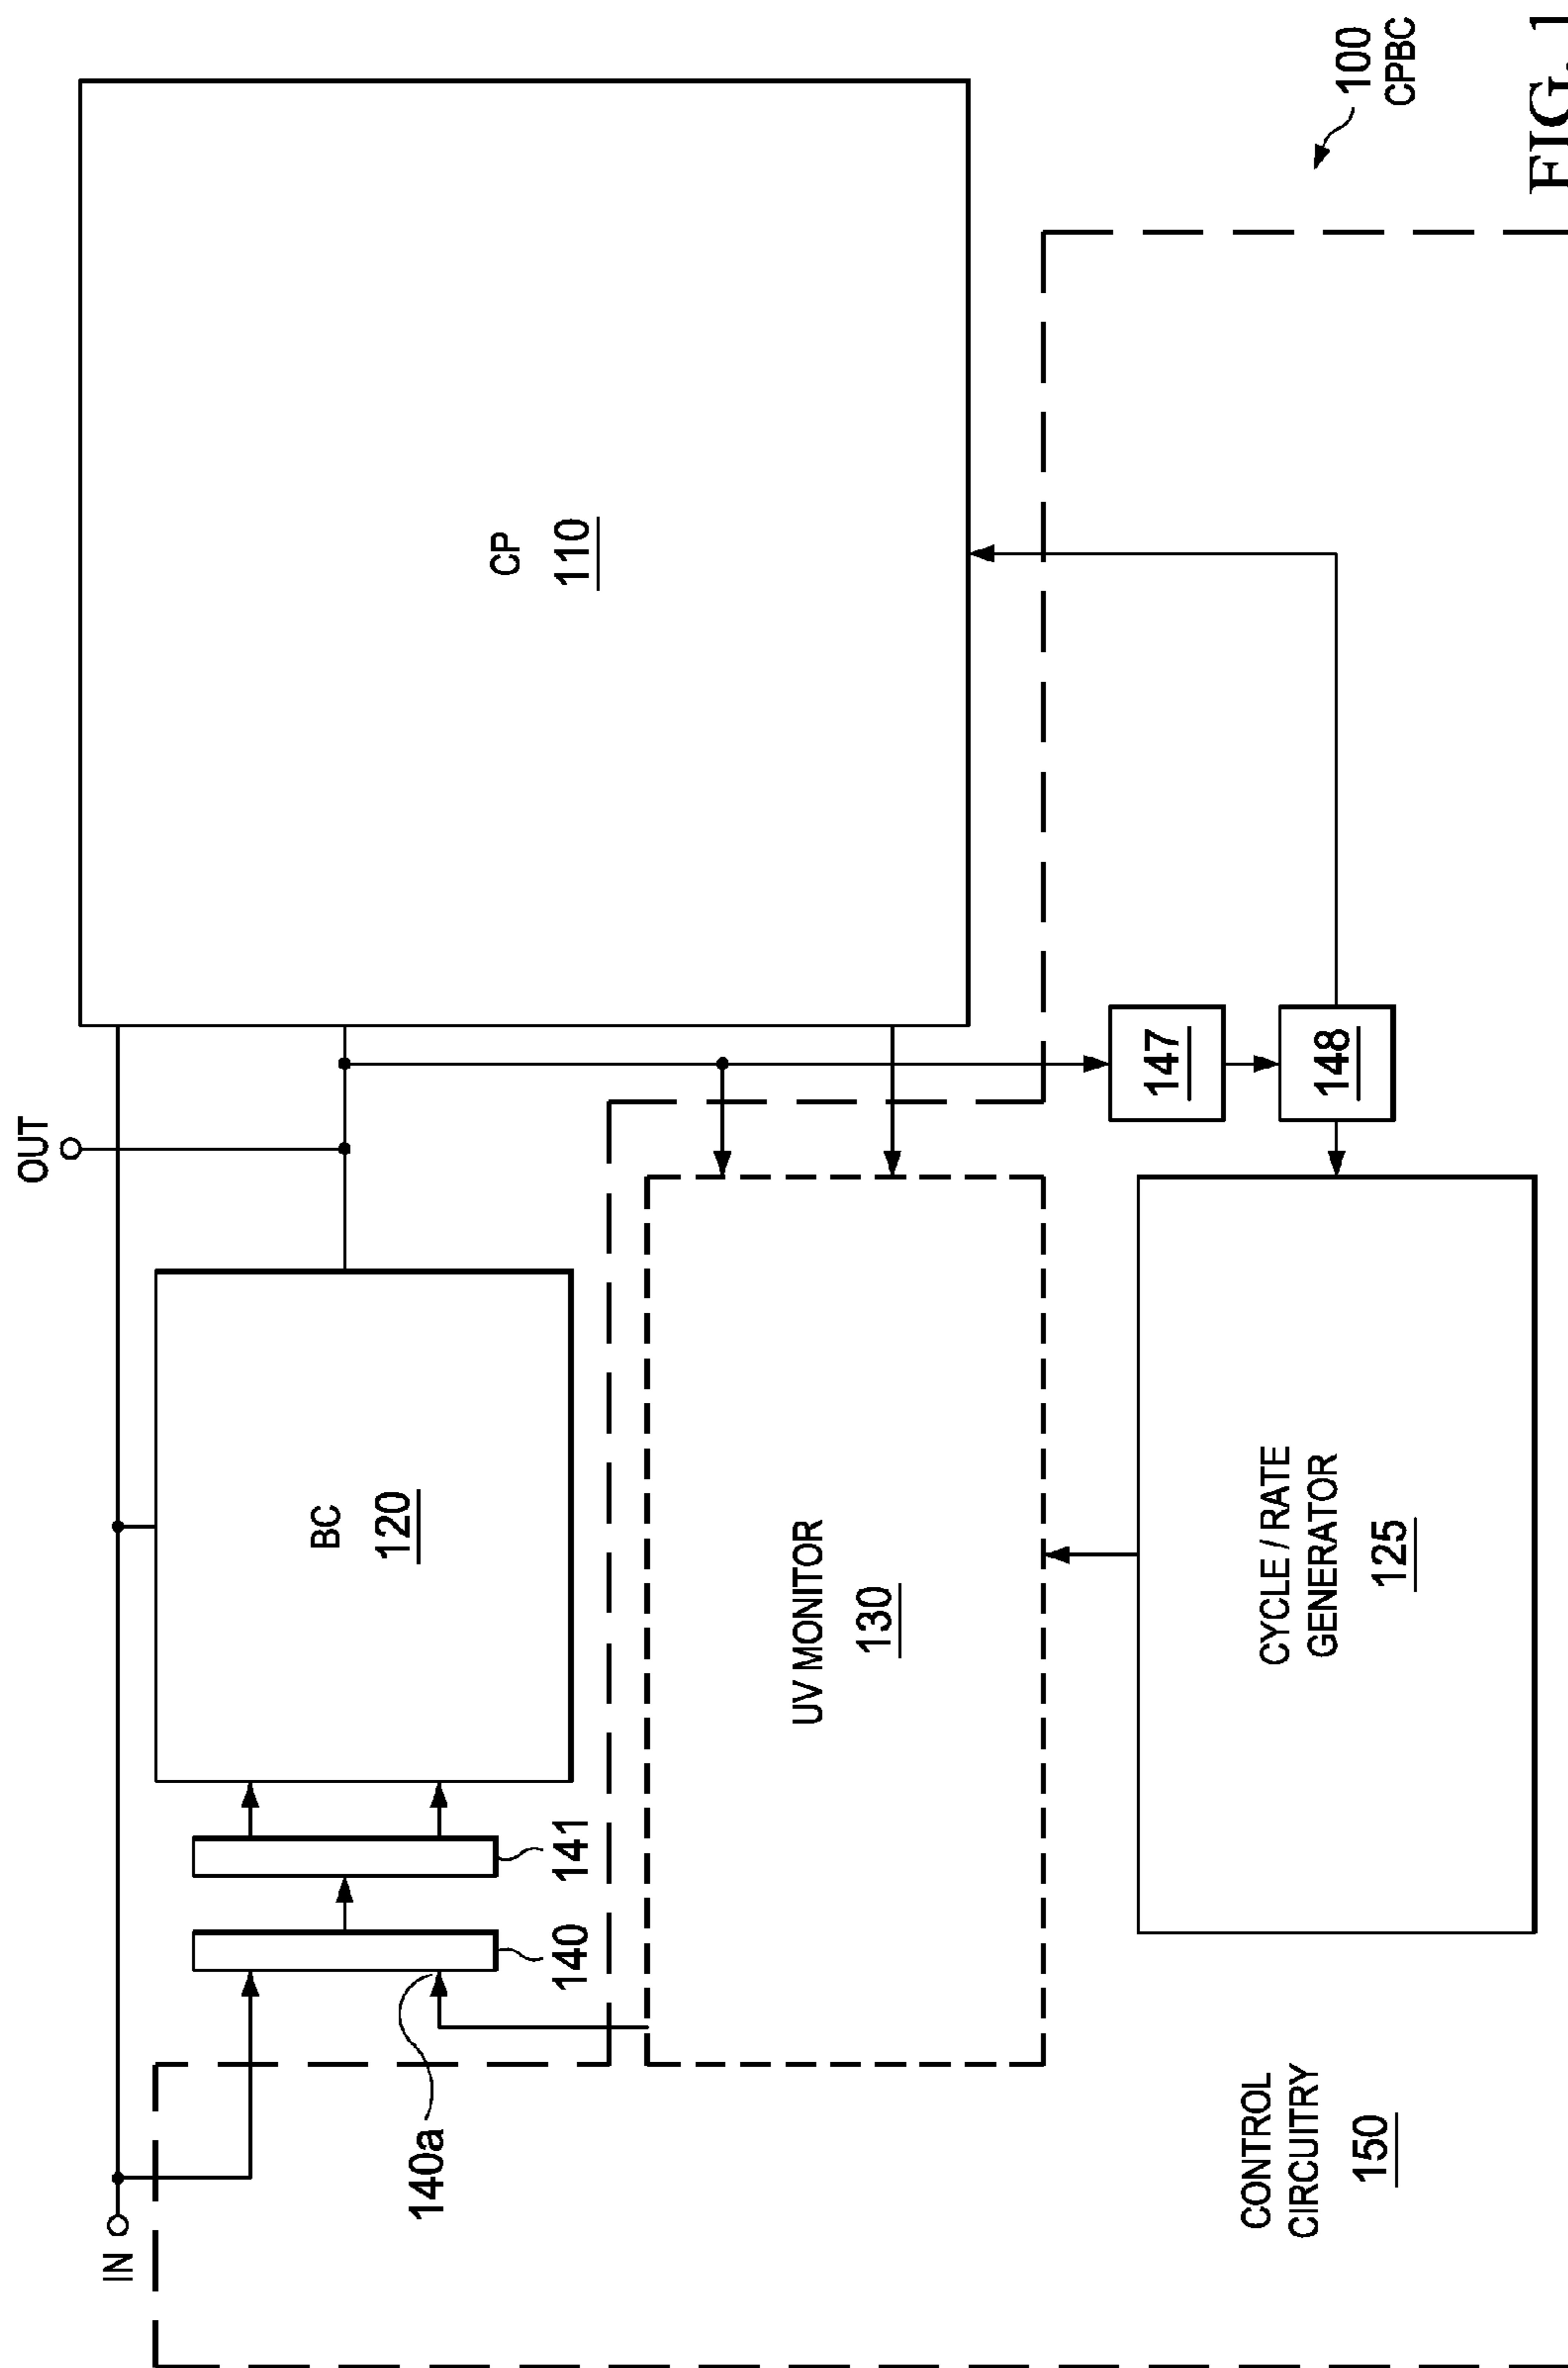 IN
OUT
140a
140
141
BC
120
CP
110
UV MONITOR
130
147
148
CYCLE / RATE
GENERATOR
125
CONTROL
CIRCUITRY
150
100
CPBC
FIG. 1